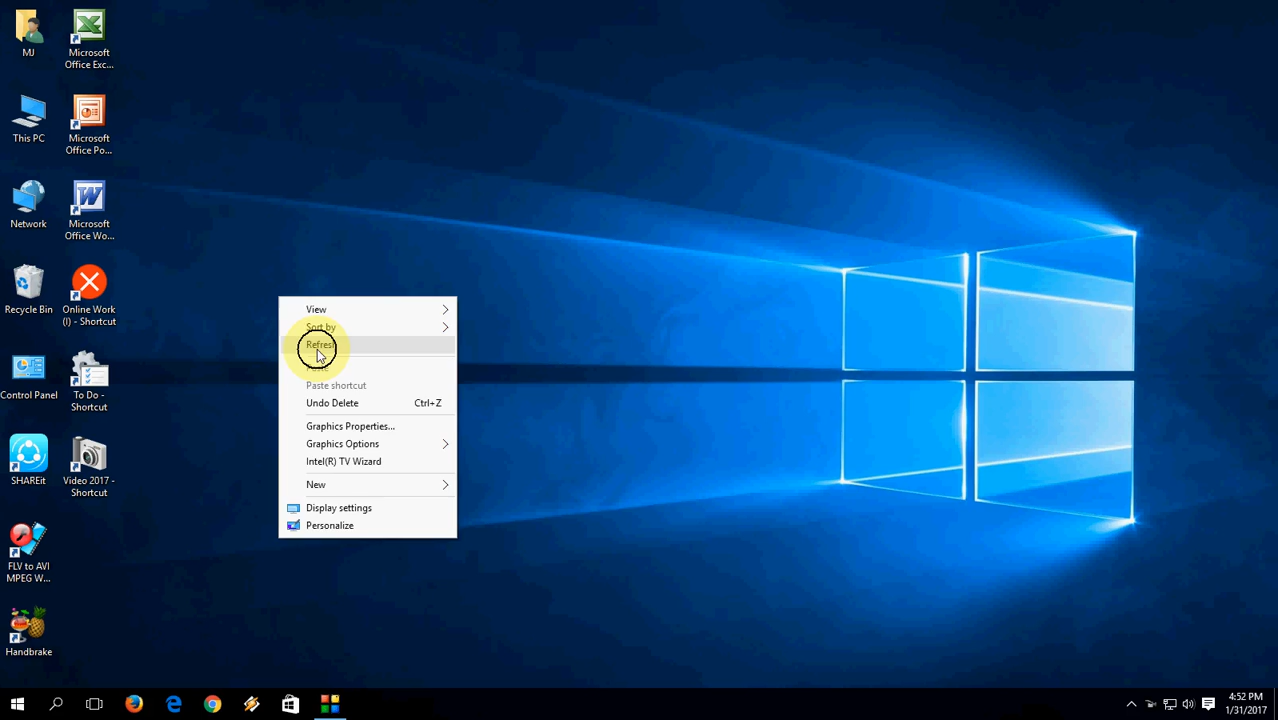 MJ
Microsoft
Office Exc...
This PC
Microsoft
Office Po...
Network
Microsoft
Office Wo...
Recycle Bin
Online Work
(I) - Shortcut
Control Panel
To Do -
Shortcut
SHAREit
Video 2017 -
Shortcut
FLV to AVI
MPEG W...
Handbrake
View
Sort by
Refresh
Paste
Paste shortcut
Undo Delete Ctrl+Z
Graphics Properties...
Graphics Options
Intel(R) TV Wizard
New
Display settings
Personalize
4:52 PM
1/31/2017